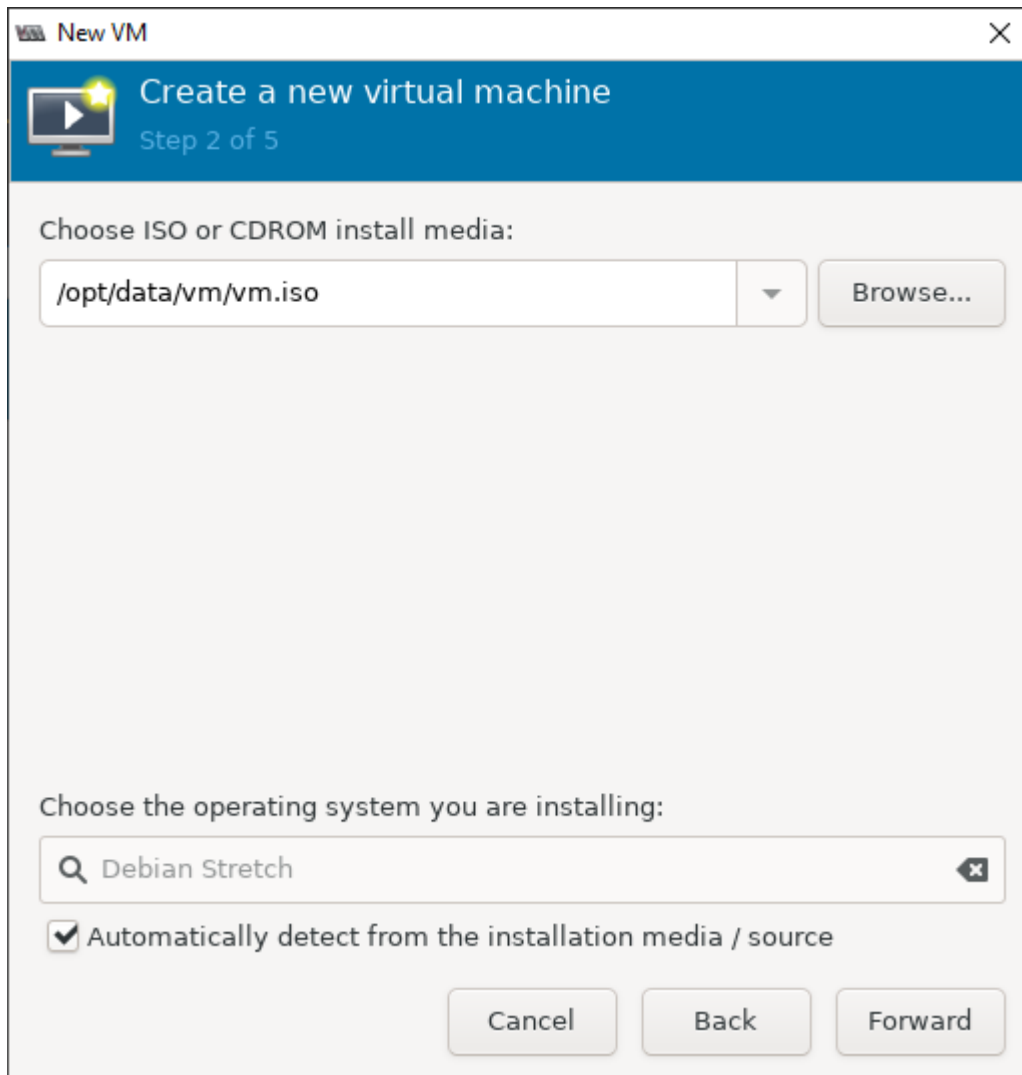 New VM
Create a new virtual machine
Step 2 of 5
Choose ISO or CDROM install media:
/opt/data/vm/vm.iso
Browse...
Choose the operating system you are installing:
Debian Stretch
Automatically detect from the installation media / source
Cancel Back Forward